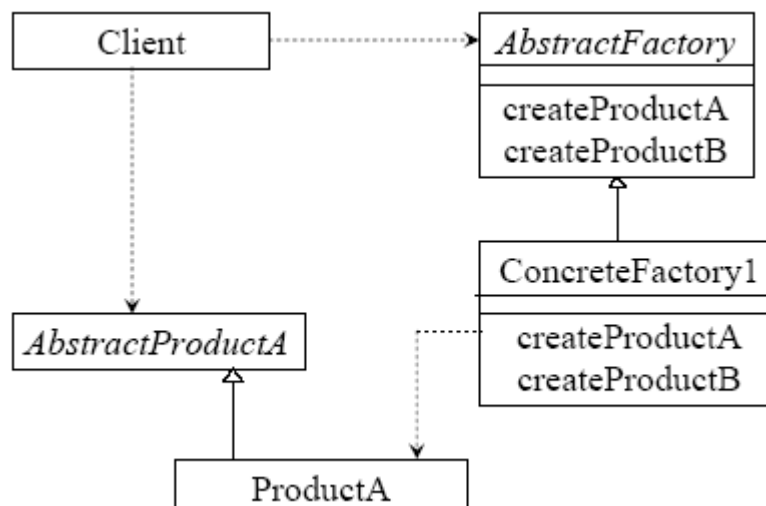 Client
AbstractFactory
createProductA
createProductB
ConcreteFactory1
createProductA
createProductB
AbstractProductA
ProductA